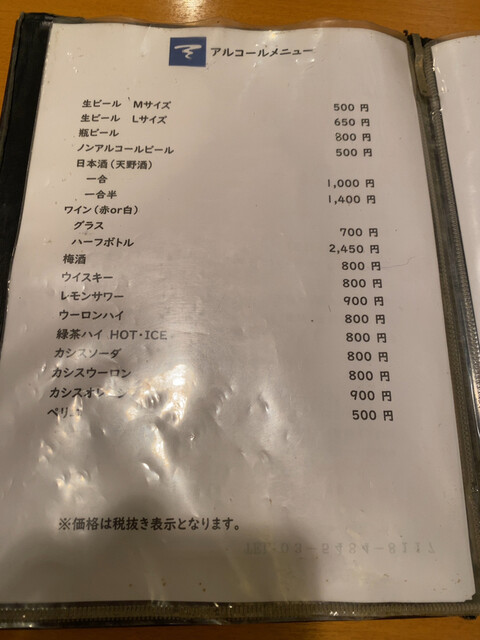 アルコールメニュー
生ビール Mサイズ 500 円
生ビール Lサイズ 650 円
瓶ビール 800 円
ノンアルコールビール 500 円
日本酒(天野酒)
一合 1,000 円
一合半 1,400 円
ワイン(赤or白)
グラス 700 円
ハーフボトル 2,450 円
梅酒 800 円
ウイスキー 800 円
レモンサワー 900 円
ウーロンハイ 800 円
緑茶ハイ HOT・ICE 800 円
カシスソーダ 800 円
カシスウーロン 800 円
カシスオレンジ 900 円
500 円
※価格は税抜き表示となります。